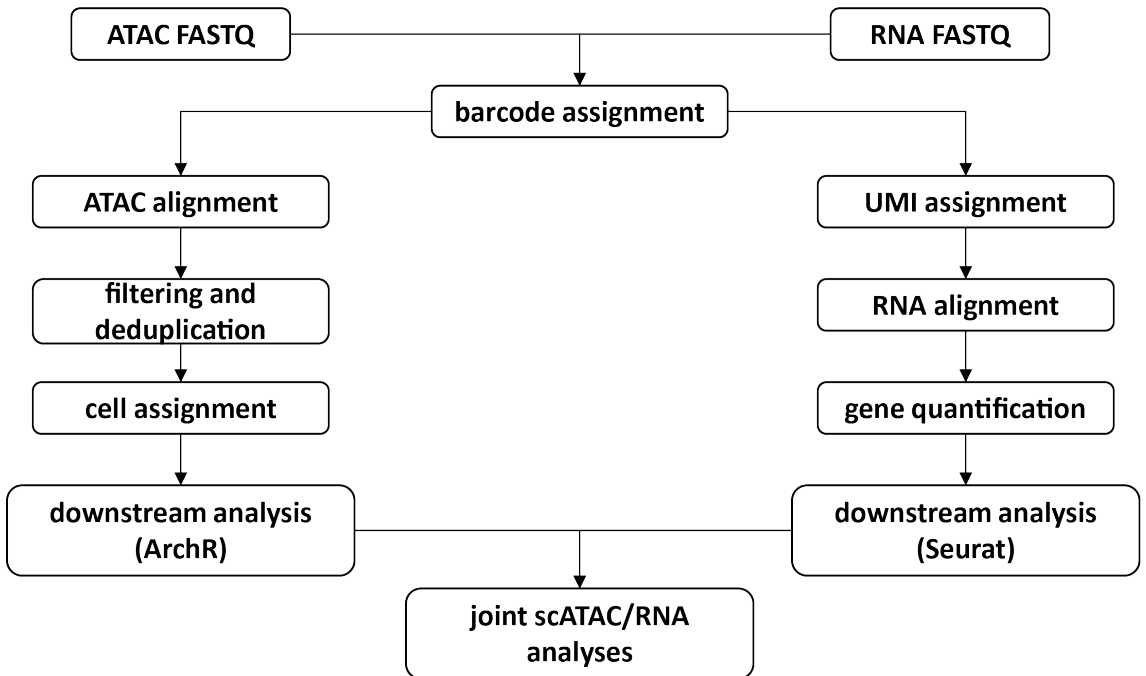 ATAC FASTQ
RNA FASTQ
barcode assignment
ATAC alignment
UMI assignment
filtering and
deduplication
RNA alignment
cell assignment
gene quantification
downstream analysis
(ArchR)
downstream analysis
(Seurat)
joint scATAC/RNA
analyses